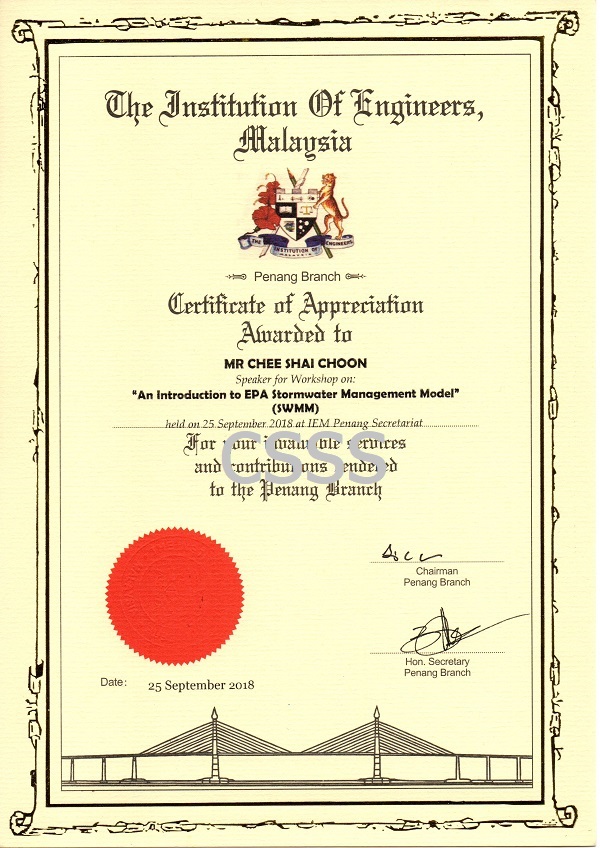 The Institution Of Engineers,
Malaysia
THE INSTITUTION OF ENGINEERS
MALAYSIA
Penang Branch
Certificate of Appreciation
Awarded to
MR CHEE SHAI CHOON
Speaker for Workshop on:
"An Introduction to EPA Stormwater Management Model"
(SWMM)
held on 25 September 2018 at IEM Penang Secretariat
For your invaluable services
and contributions rendered
to the Penang Branch
CSSS
Chairman
Penang Branch
Hon. Secretary
Penang Branch
Date: 25 September 2018